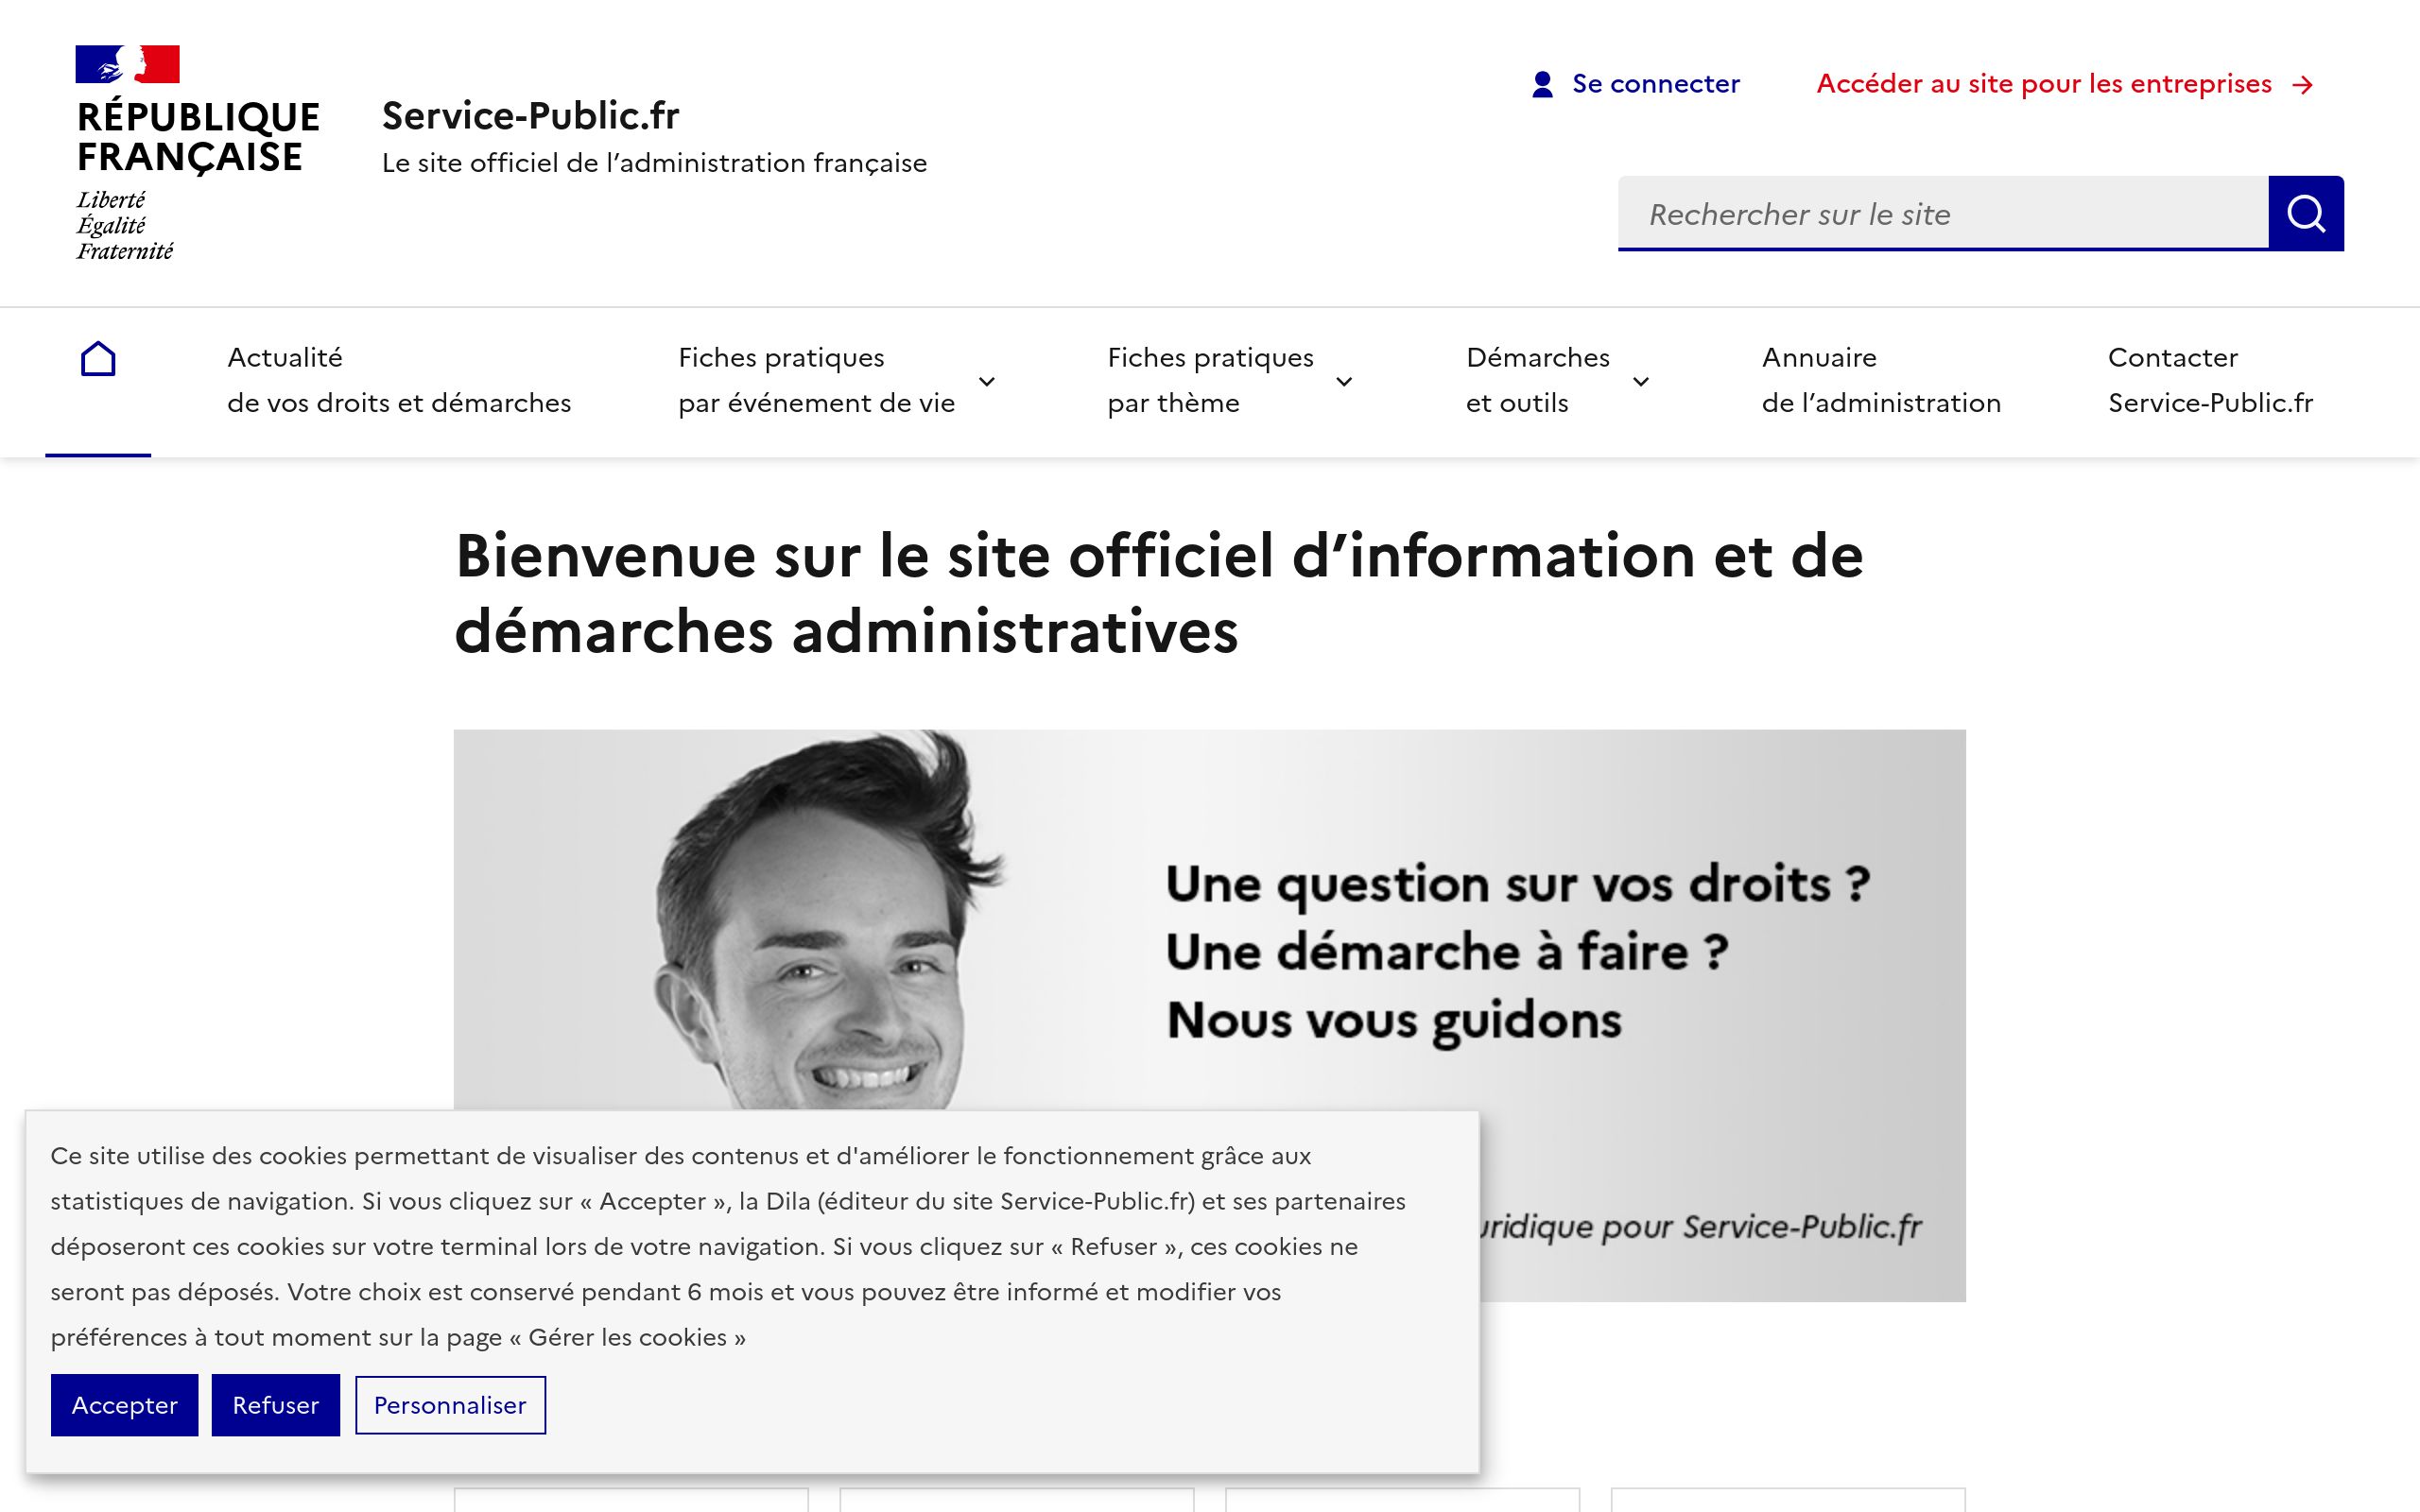 RÉPUBLIQUE
FRANÇAISE
Liberté
Égalité
Fraternité
Service-Public.fr
Le site officiel de l’administration française
Se connecter
Accéder au site pour les entreprises
Rechercher sur le site
Actualité
de vos droits et démarches
Fiches pratiques
par événement de vie
Fiches pratiques
par thème
Démarches
et outils
Annuaire
de l’administration
Contacter
Service-Public.fr
Bienvenue sur le site officiel d’information et de
démarches administratives
Une question sur vos droits ?
Une démarche à faire ?
Nous vous guidons
pour Service-Public.fr
Ce site utilise des cookies permettant de visualiser des contenus et d'améliorer le fonctionnement grâce aux
statistiques de navigation. Si vous cliquez sur « Accepter », la Dila (éditeur du site Service-Public.fr) et ses partenaires
déposeront ces cookies sur votre terminal lors de votre navigation. Si vous cliquez sur « Refuser », ces cookies ne
seront pas déposés. Votre choix est conservé pendant 6 mois et vous pouvez être informé et modifier vos
préférences à tout moment sur la page « Gérer les cookies »
Accepter
Refuser
Personnaliser